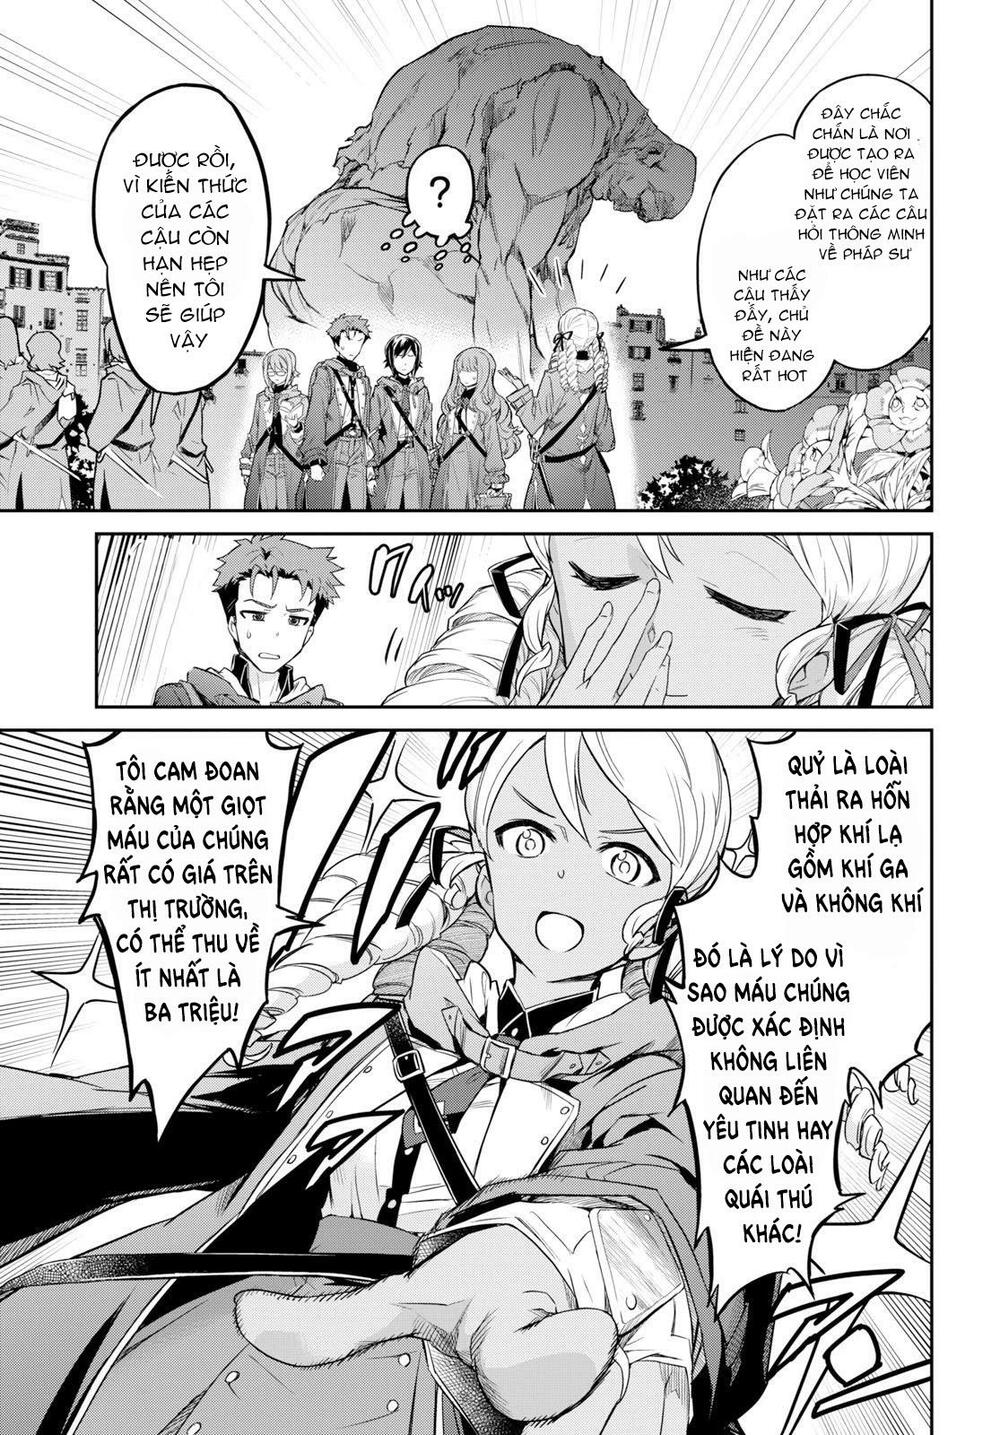 ĐÂY CHẮC
CHẮN LÀ NƠI
ĐƯỢC TẠO RA
ĐỂ HỌC VIÊN
NHƯ CHÚNG TA
ĐẶT RA CÁC CÂU
HỎI THÔNG MINH
VỀ PHÁP SƯ
NHƯ CÁC
CẬU THẤY
ĐẤY, CHỦ
ĐỀ NÀY
HIỆN ĐANG
RẤT HOT
?
ĐƯỢC RỒI,
VÌ KIẾN THỨC
CỦA CÁC
CẬU CÒN
HẠN HẸP
NÊN TÔI
SẼ GIÚP
VẬY
QUỶ LÀ LOÀI
THẢI RA HỖN
HỢP KHÍ LẠ
GỒM KHÍ GA
VÀ KHÔNG KHÍ
ĐÓ LÀ LÝ DO VÌ
SAO MÁU CHÚNG
ĐƯỢC XÁC ĐỊNH
KHÔNG LIÊN
QUAN ĐẾN
YÊU TINH HAY
CÁC LOÀI
QUÁI THÚ
KHÁC!
TÔI CAM ĐOAN
RẰNG MỘT GIỌT
MÁU CỦA CHÚNG
RẤT CÓ GIÁ TRÊN
THỊ TRƯỜNG,
CÓ THỂ THU VỀ
ÍT NHẤT LÀ
BA TRIỆU!